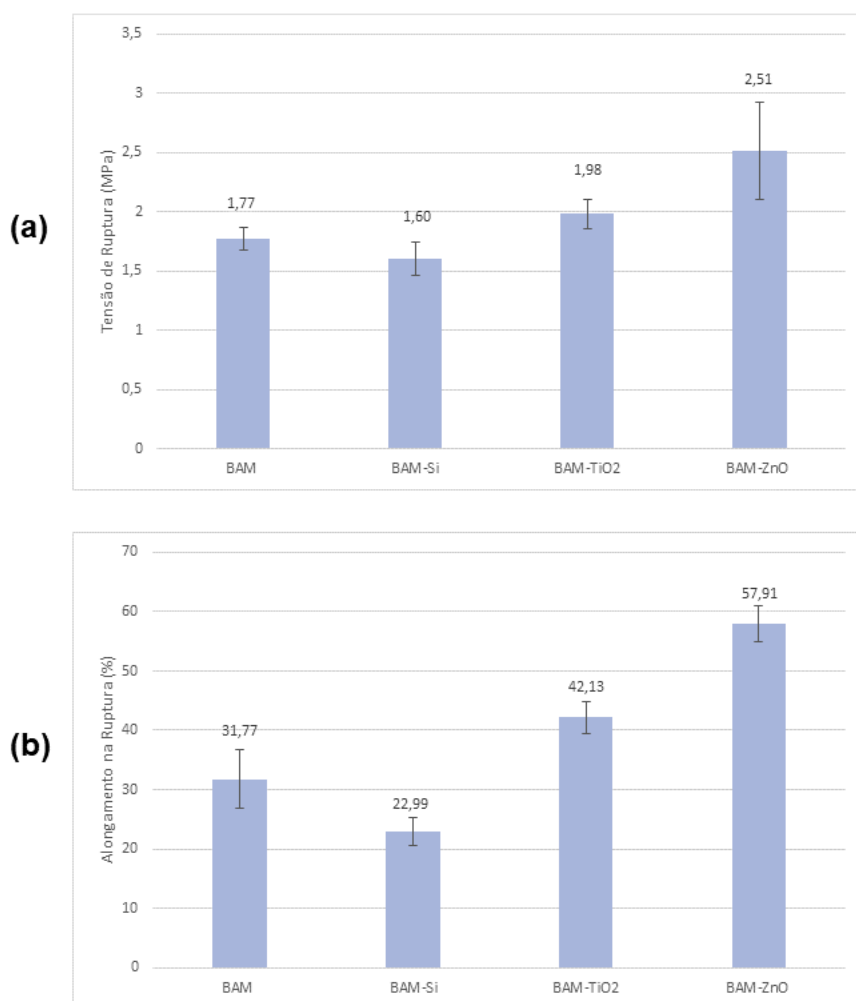 (a)
Tensão de Ruptura (MPa)
3,5
3
2,5
2
1,5
1
0,5
0
1,77
1,60
1,98
2,51
BAM
BAM-Si
BAM-TiO2
BAM-ZnO
(b)
Alongamento na Ruptura (%)
70
60
50
40
30
20
10
0
31,77
22,99
42,13
57,91
BAM
BAM-Si
BAM-TiO2
BAM-ZnO